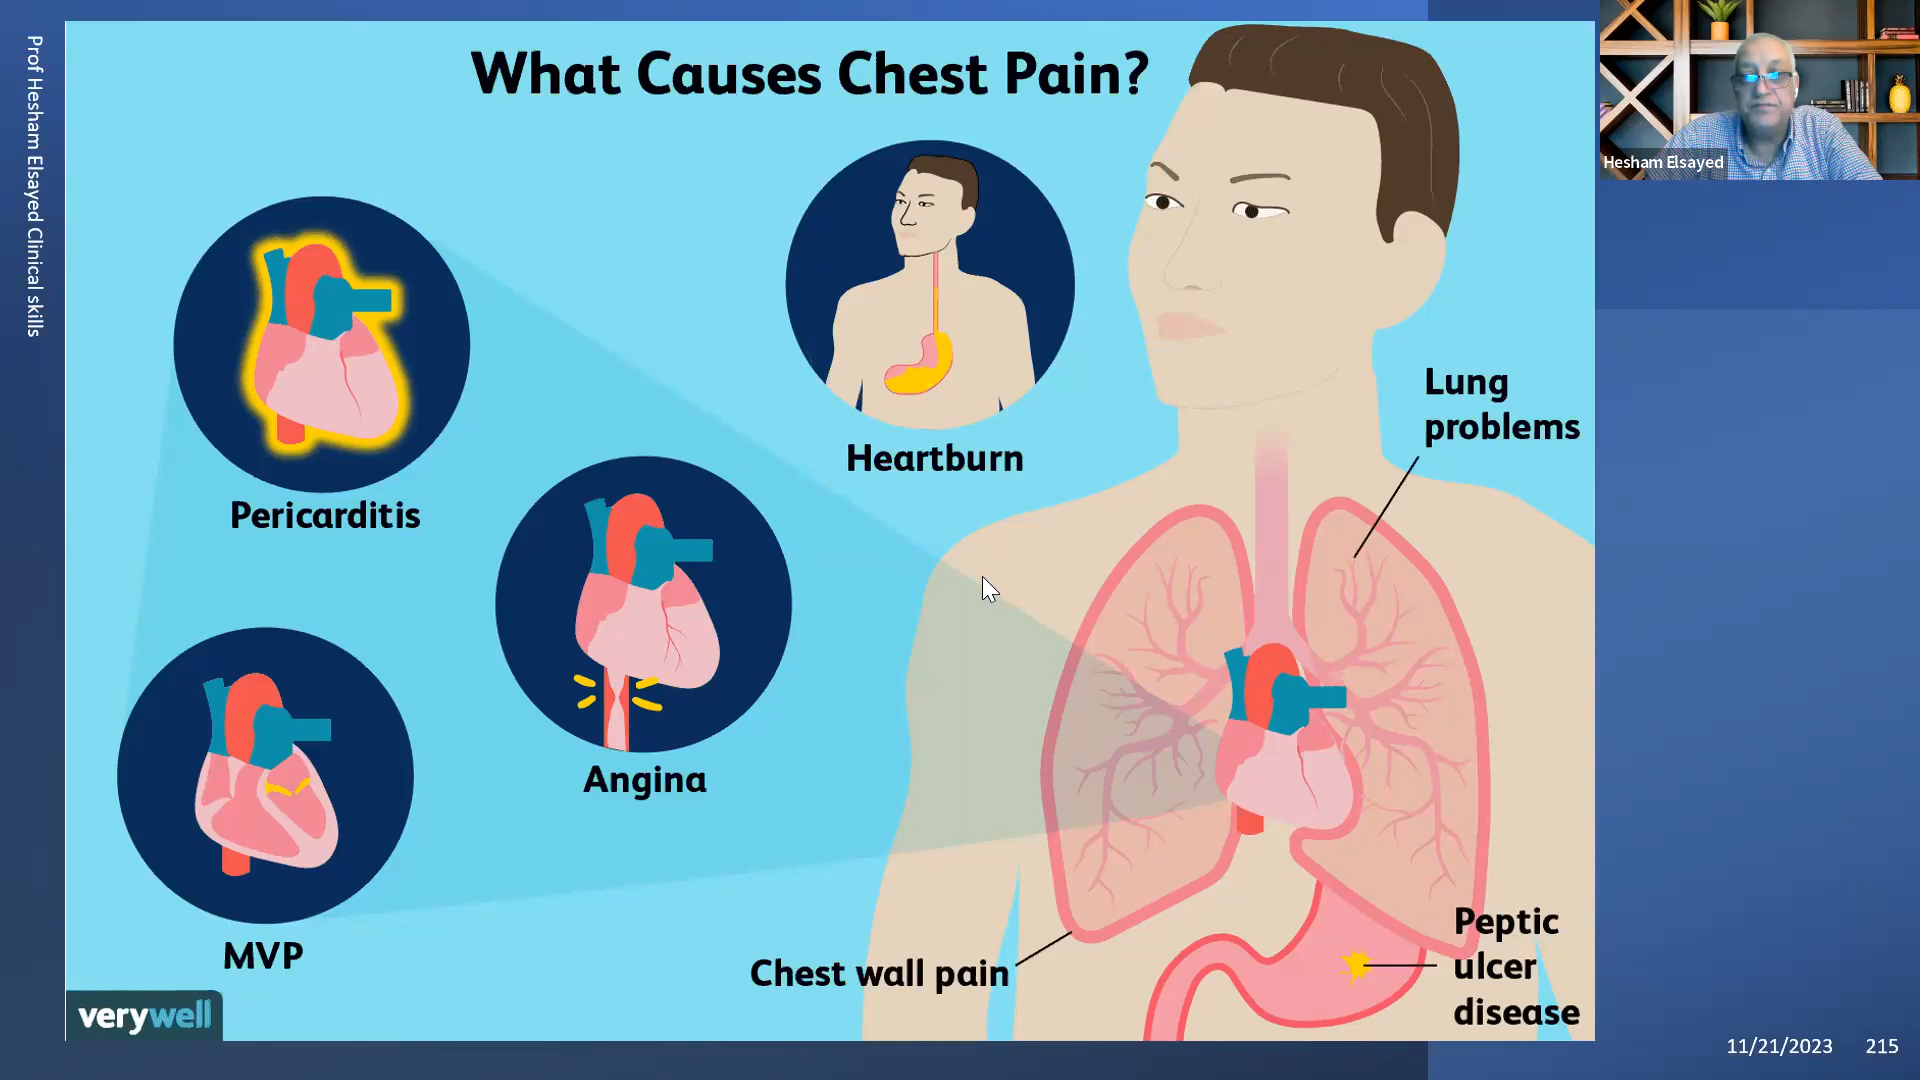 Prof Hesham Elsayed Clinical skills
What Causes Chest Pain?
Hesham Elsayed
Pericarditis
Heartburn
Lung
problems
Angina
MVP
Chest wall pain
Peptic
ulcer
disease
verywell
11/21/2023
215